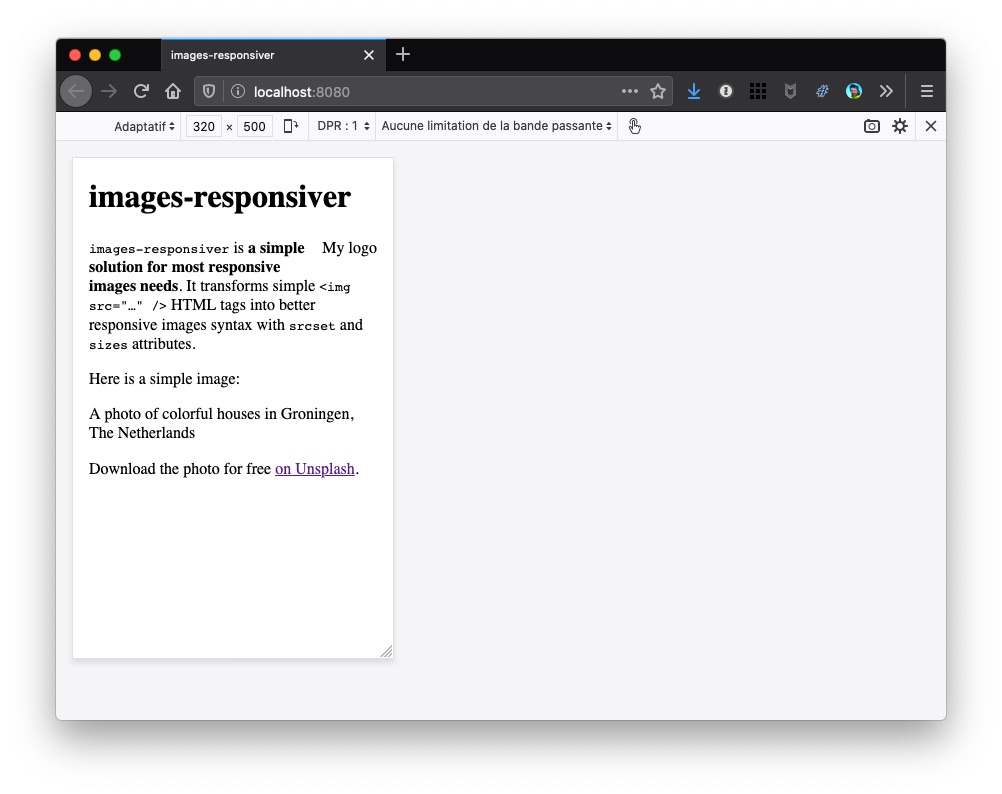 images-responsiver
localhost:8080
Adaptatif 320 × 500 DPR : 1 Aucune limitation de la bande passante
images-responsiver
images-responsiver is a simple
My logo
solution for most responsive
images needs. It transforms simple <img
src="…" /> HTML tags into better
responsive images syntax with srcset and
sizes attributes.
Here is a simple image:
A photo of colorful houses in Groningen,
The Netherlands
Download the photo for free on Unsplash.